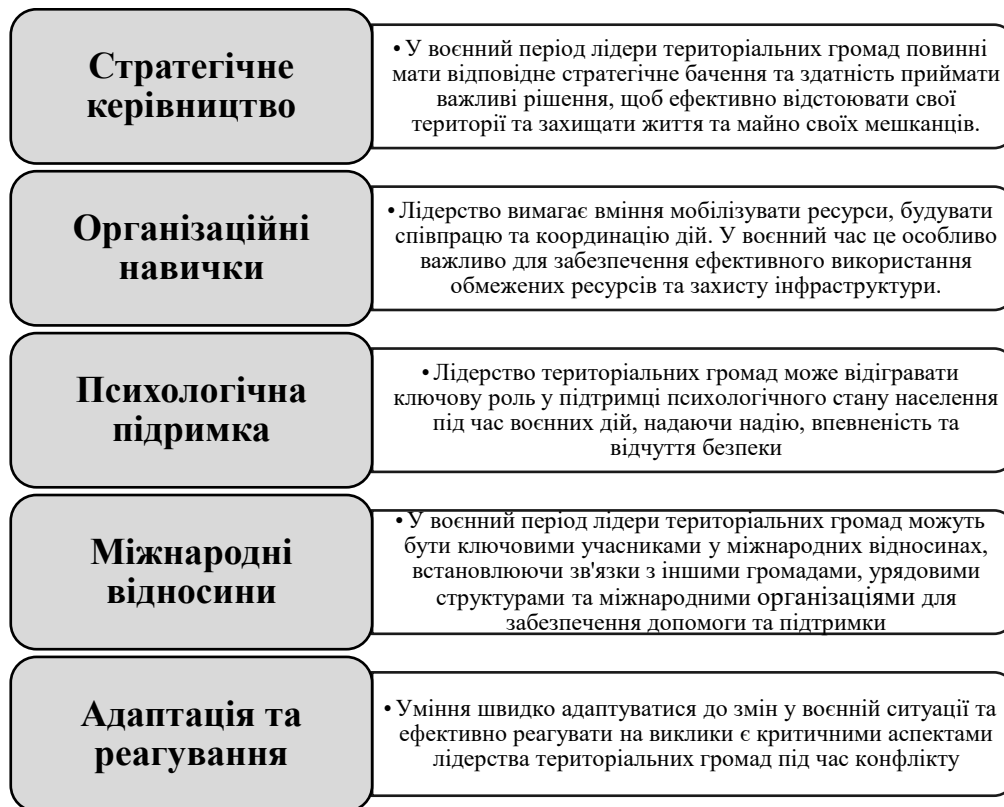 Стратегічне
керівництво
• У воєнний період лідери територіальних громад повинні
мати відповідне стратегічне бачення та здатність приймати
важливі рішення, щоб ефективно відстоювати свої
території та захищати життя та майно своїх мешканців.
Організаційні
навички
• Лідерство вимагає вміння мобілізувати ресурси, будувати
співпрацю та координацію дій. У воєнний час це особливо
важливо для забезпечення ефективного використання
обмежених ресурсів та захисту інфраструктури.
Психологічна
підримка
• Лідерство територіальних громад може відігравати
ключову роль у підтримці психологічного стану населення
під час воєнних дій, надаючи надію, впевненість та
відчуття безпеки
Міжнародні
відносини
• У воєнний період лідери територіальних громад можуть
бути ключовими учасниками у міжнародних відносинах,
встановлюючи зв'язки з іншими громадами, урядовими
структурами та міжнародними організаціями для
забезпечення допомоги та підтримки
Адаптація та
реагування
• Уміння швидко адаптуватися до змін у воєнній ситуації та
ефективно реагувати на виклики є критичними аспектами
лідерства територіальних громад під час конфлікту